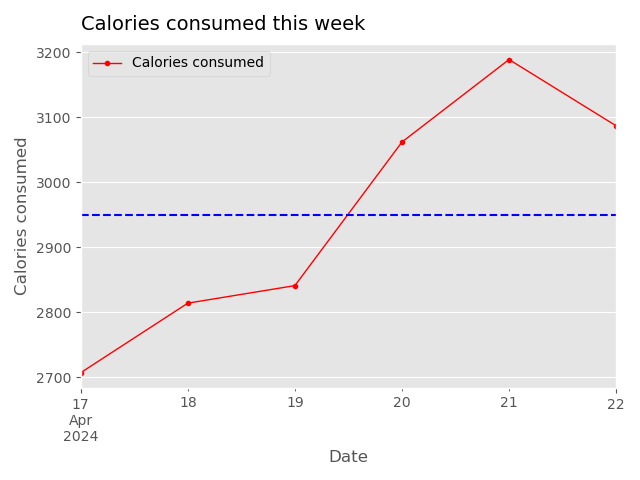 Calories consumed this week
Calories consumed
3200
3100
3000
2900
2800
2700
Calories consumed
17
Apr
2024
18
19
20
21
22
Date